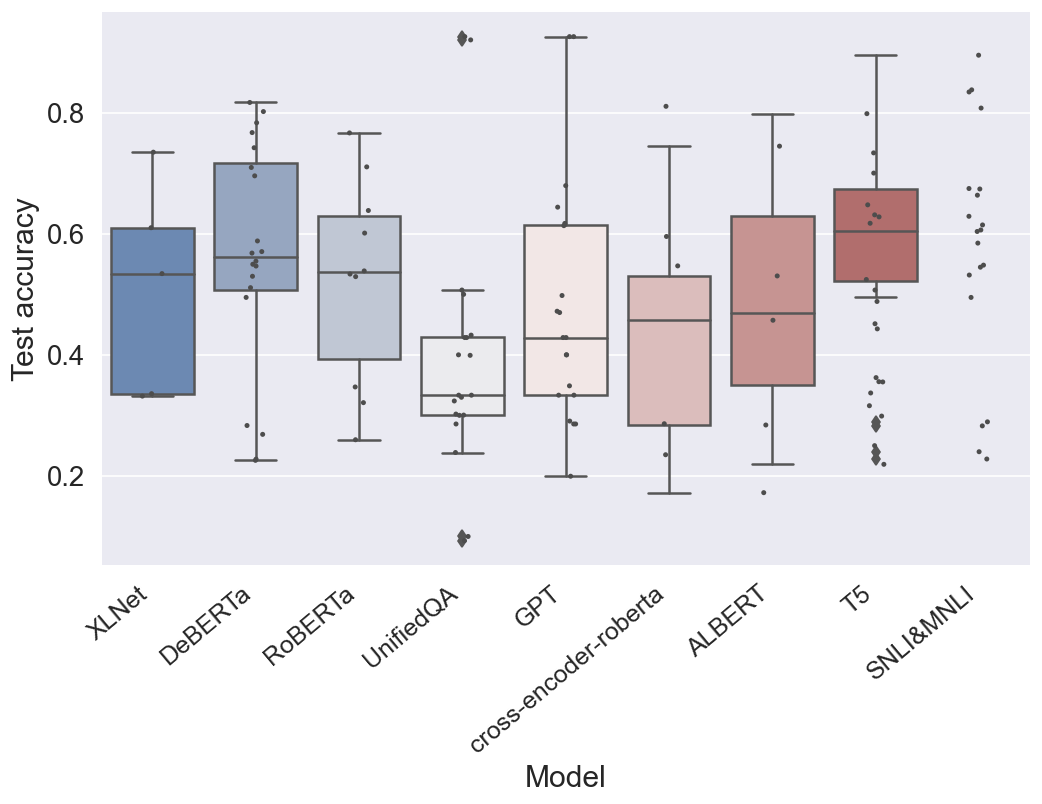 Test accuracy
0.8
0.6
0.4
0.2
XLNet
DeBERTa
RoBERTa
UnifiedQA
GPT
cross-encoder-roberta
ALBERT
T5
SNLI&MNLI
Model